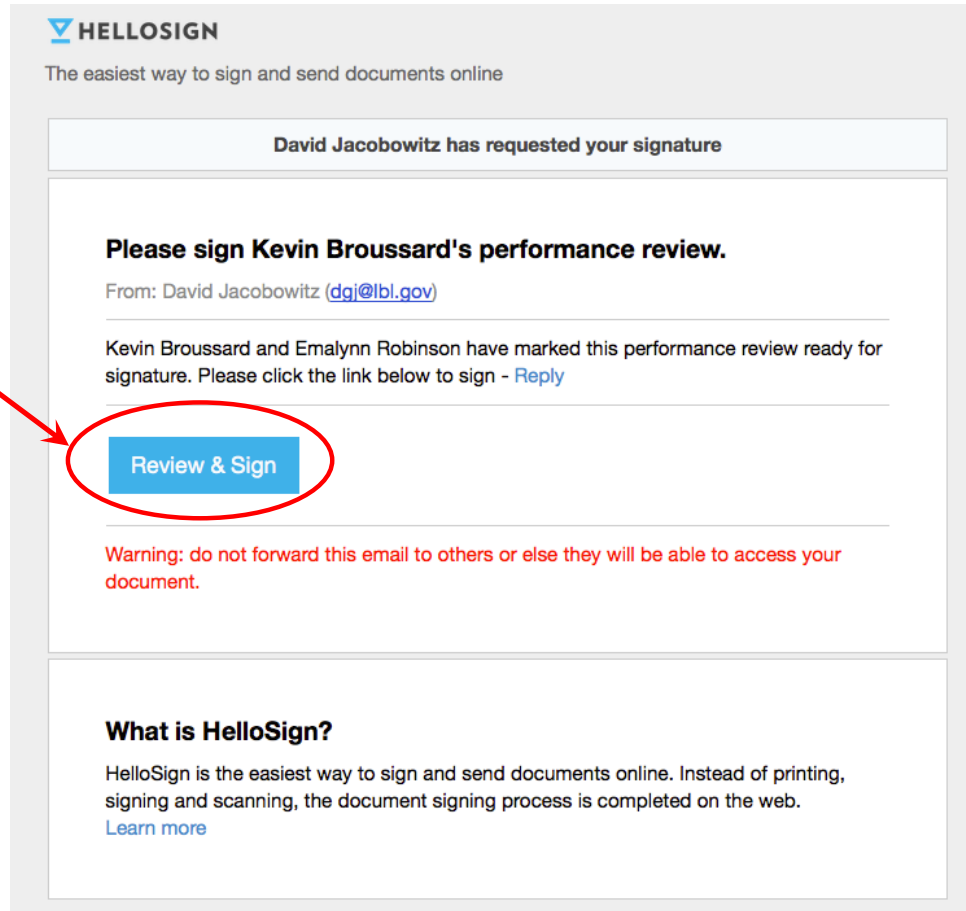 HELLOSIGN
The easiest way to sign and send documents online
David Jacobowitz has requested your signature
Please sign Kevin Broussard's performance review.
From: David Jacobowitz (dgj@lbl.gov)
Kevin Broussard and Emalynn Robinson have marked this performance review ready for
signature. Please click the link below to sign - Reply
Review & Sign
Warning: do not forward this email to others or else they will be able to access your
document.
What is HelloSign?
HelloSign is the easiest way to sign and send documents online. Instead of printing,
signing and scanning, the document signing process is completed on the web.
Learn more